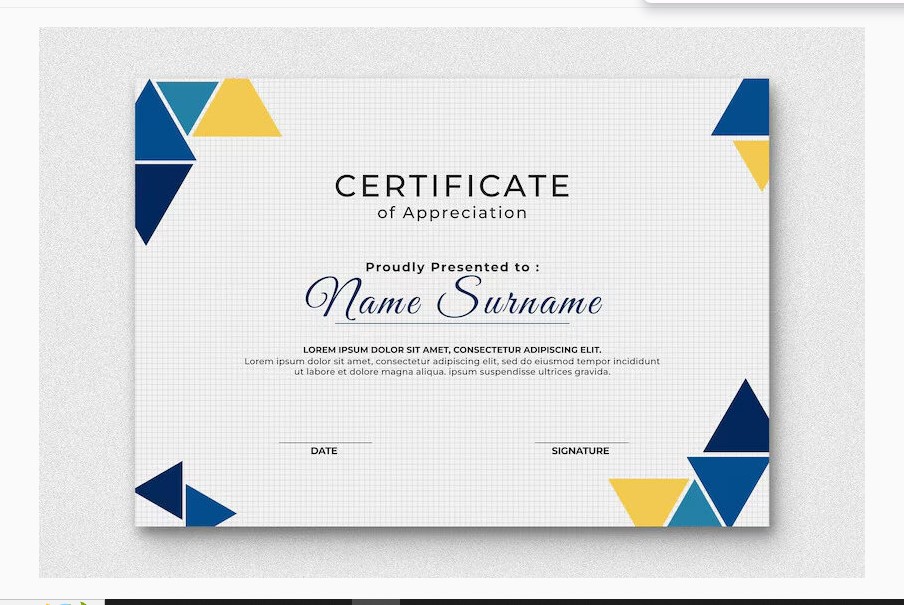 CERTIFICATE
of Appreciation
Proudly Presented to :
Name Surname
LOREM IPSUM DOLOR SIT AMET, CONSECTETUR ADIPISCING ELIT.
Lorem ipsum dolor sit amet, consectetur adipiscing elit, sed do eiusmod tempor incididunt
ut labore et dolore magna aliqua. ipsum suspendisse ultrices gravida.
DATE
SIGNATURE